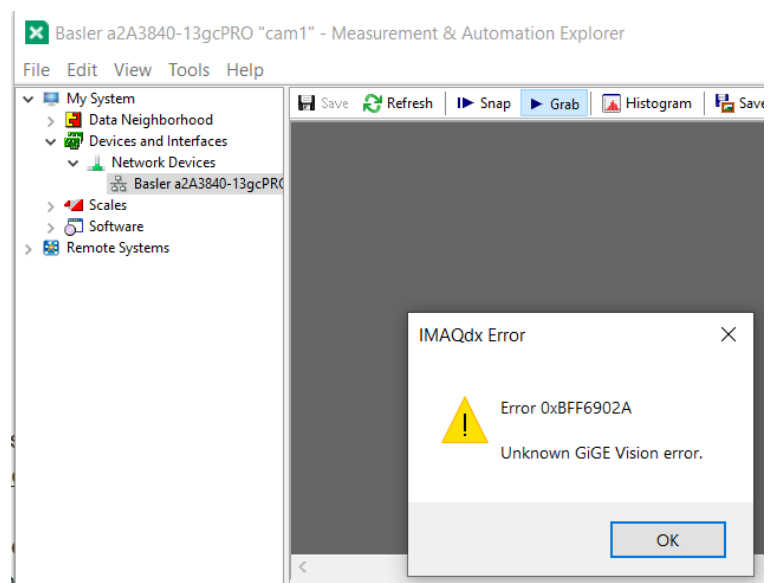 Basler a2A3840-13gcPRO "cam1" - Measurement & Automation Explorer
File Edit View Tools Help
My System
Data Neighborhood
Devices and Interfaces
Network Devices
Basler a2A3840-13gcPR
Scales
Software
Remote Systems
Save Refresh Snap Grab Histogram Save
IMAQdx Error
Error 0xBFF6902A
Unknown GiGE Vision error.
OK